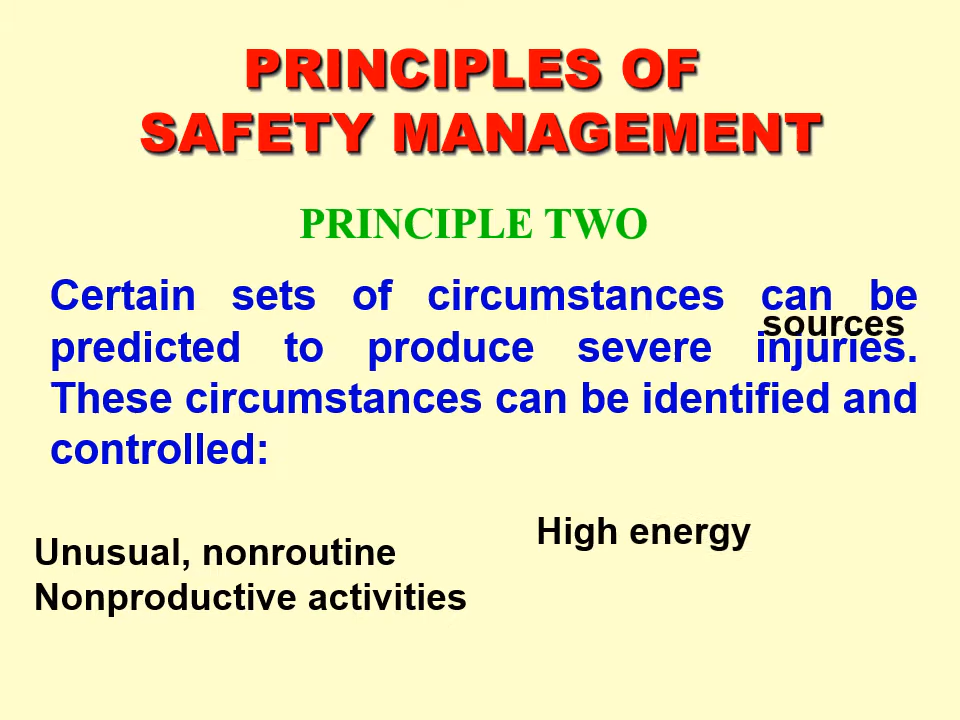 PRINCIPLES OF
SAFETY MANAGEMENT
PRINCIPLE TWO
Certain sets of circumstances can be
sources
predicted to produce severe injuries.
These circumstances can be identified and
controlled:
High energy
Unusual, nonroutine
Nonproductive activities